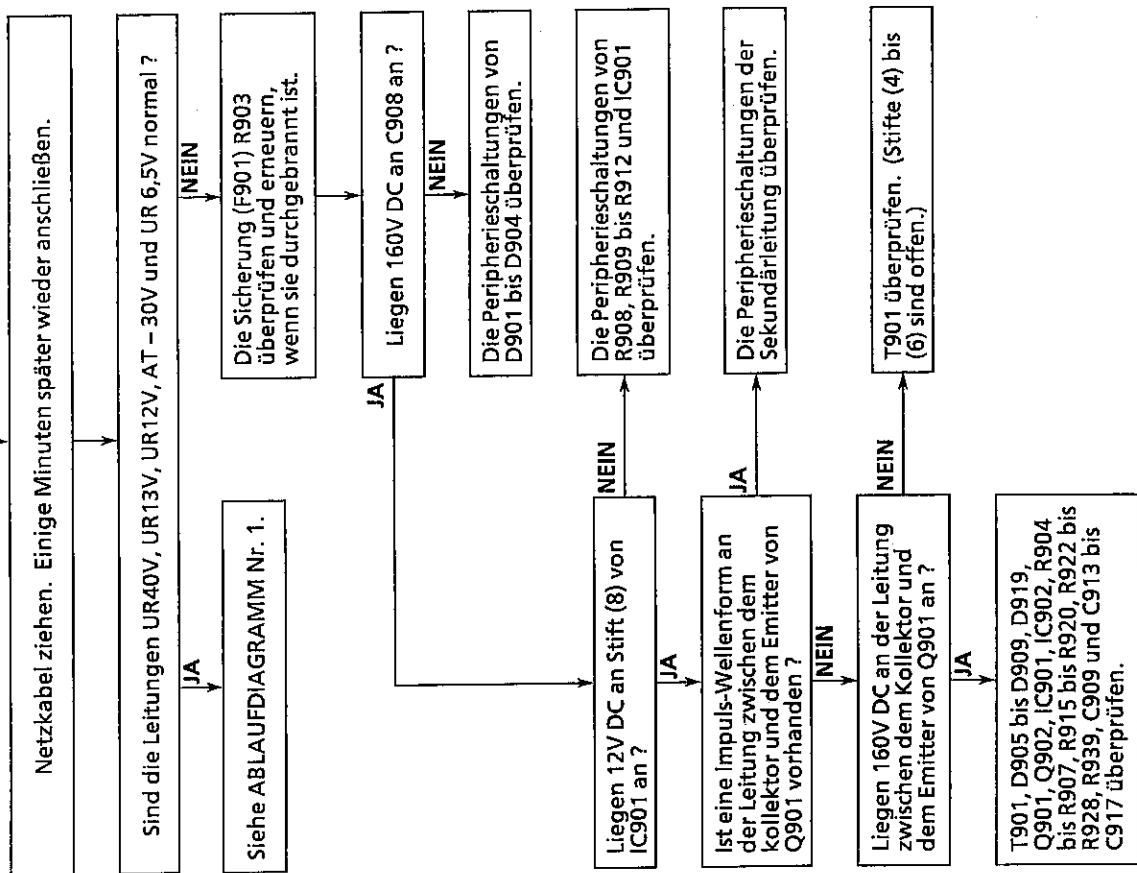 Netzkabel ziehen. Einige Minuten später wieder anschließen.
Sind die Leitungen UR40V, UR13V, UR12V, AT – 30V und UR 6,5V normal ?
JA
NEIN
Siehe ABLAUFDIAGRAMM Nr. 1.
Die Sicherung (F901) R903
überprüfen und erneuern,
wenn sie durchgebrannt ist.
Liegen 160V DC an C908 an ?
JA
NEIN
Die Peripherieschaltungen von
D901 bis D904 überprüfen.
Liegen 12V DC an Stift (8) von
IC901 an ?
NEIN
Die Peripherieschaltungen von
R908, R909 bis R912 und IC901
überprüfen.
JA
Ist eine Impuls-Wellenform an
der Leitung zwischen dem
kollektor und dem Emitter von
Q901 vorhanden ?
JA
Die Peripherieschaltungen der
Sekundärleitung überprüfen.
NEIN
Liegen 160V DC an der Leitung
zwischen dem Kollektor und
dem Emitter von Q901 an ?
NEIN
T901 überprüfen. (Stifte (4) bis
(6) sind offen.)
JA
T901, D905 bis D909, D919,
Q901, Q902, IC901, IC902, R904
bis R907, R915 bis R920, R922 bis
R928, R939, C909 und C913 bis
C917 überprüfen.